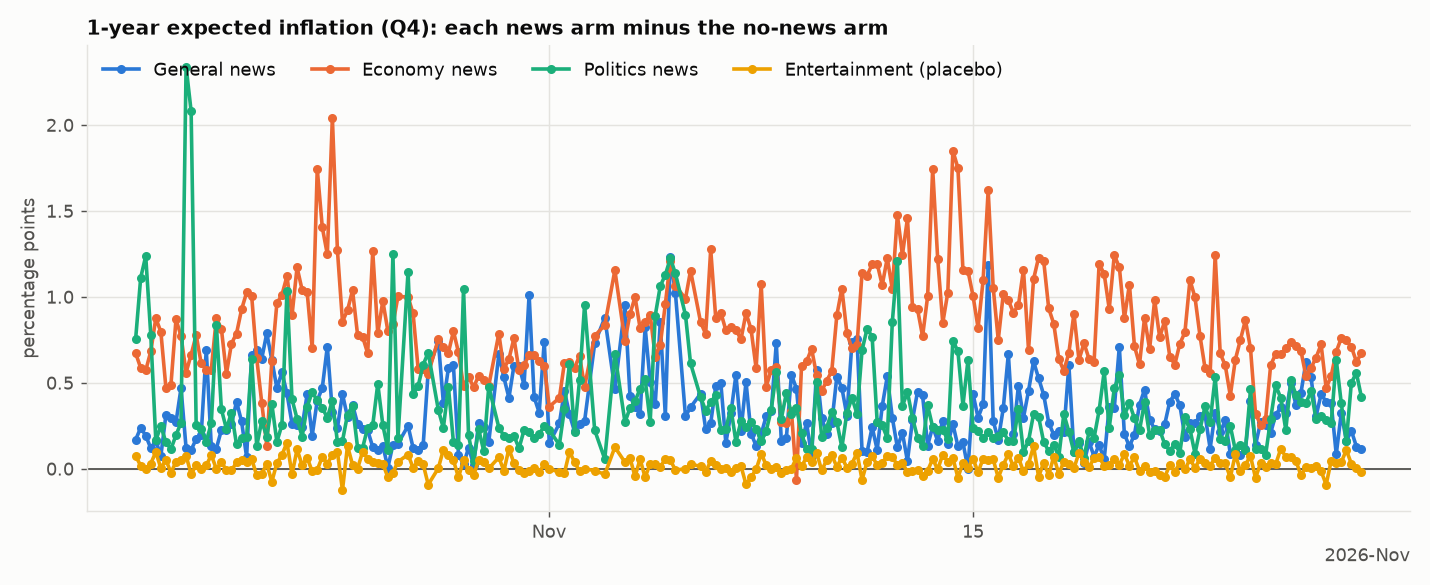 1-year expected inflation (Q4): each news arm minus the no-news arm
General news Economy news Politics news Entertainment (placebo)
percentage points
2.0
1.5
1.0
0.5
0.0
Nov 15
2026-Nov